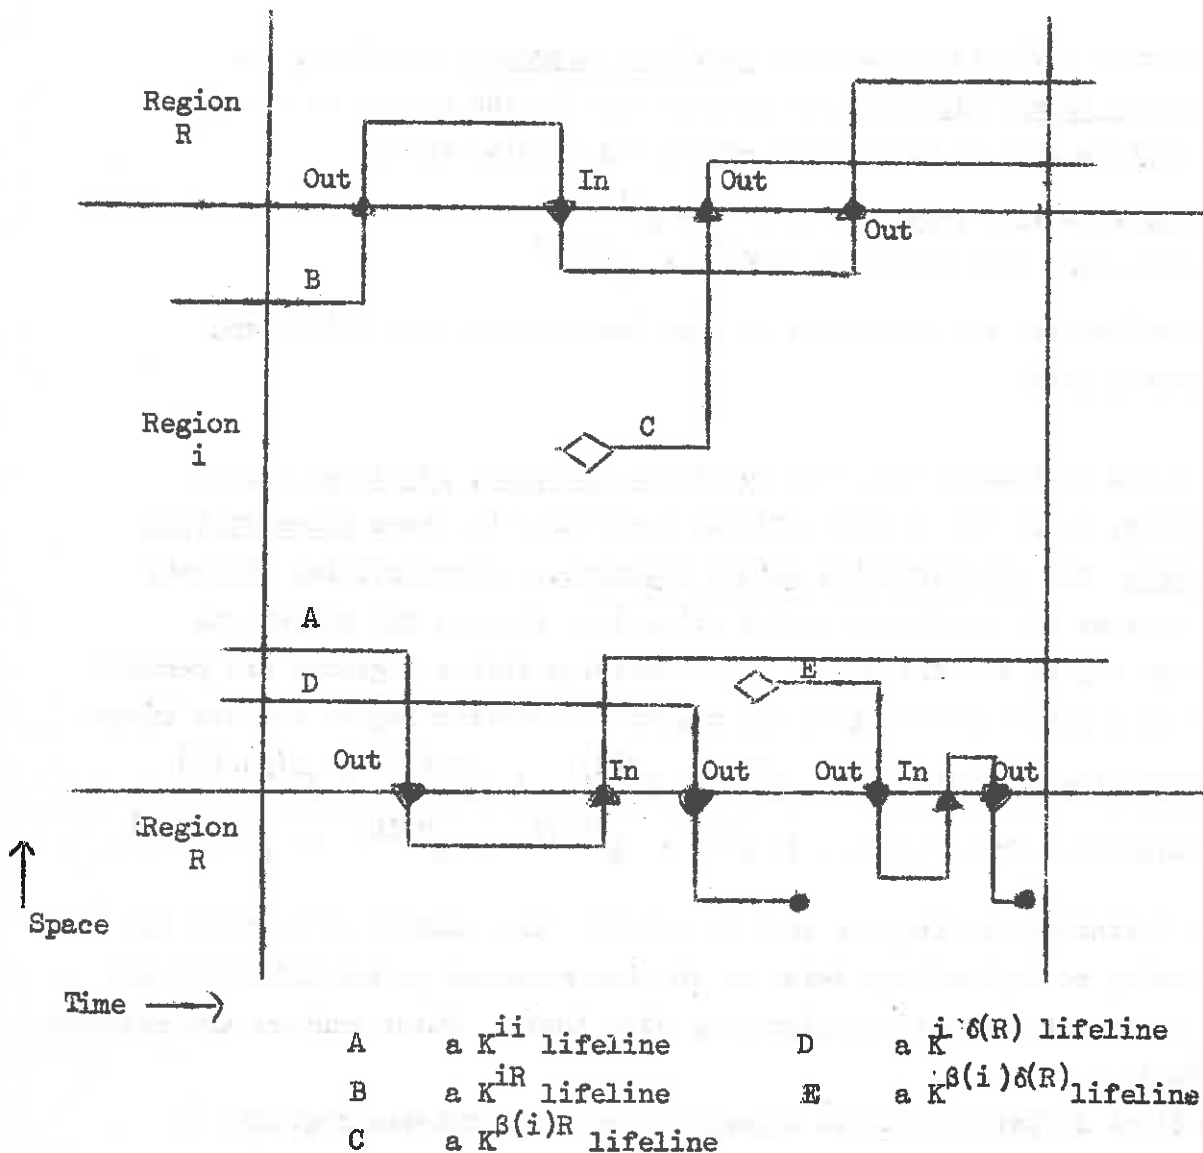 Region
R
Out
In
Out
Out
B
Region
i
C
A
D
E
Out
In
Out
Out
In
Out
Region
R
Space
Time
A a K^ii lifeline
D a K^i δ(R) lifeline
B a K^iR lifeline
E a K^β(i)δ(R) lifeline
C a K^β(i)R lifeline